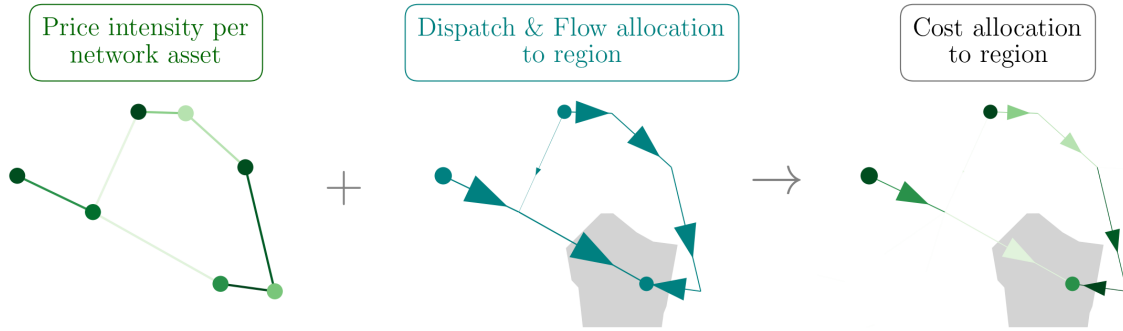 Price intensity per
network asset
Dispatch & Flow allocation
to region
Cost allocation
to region
+
→